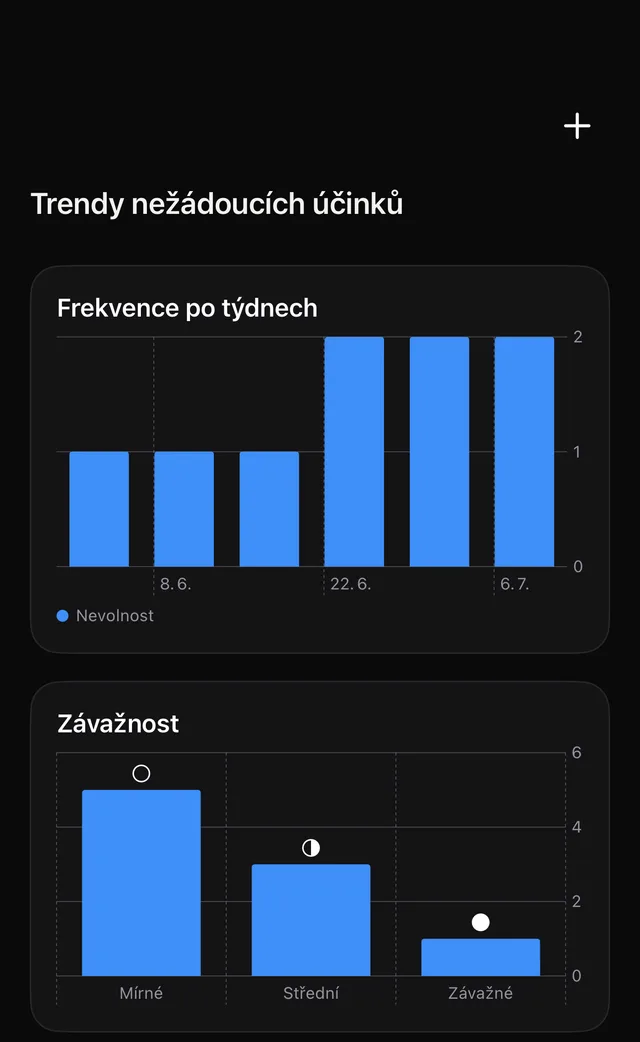 Trendy nežádoucích účinků
Frekvence po týdnech
2
1
0
8. 6.
22. 6.
6. 7.
Nevolnost
Závažnost
6
4
2
0
Mírné
Střední
Závažné